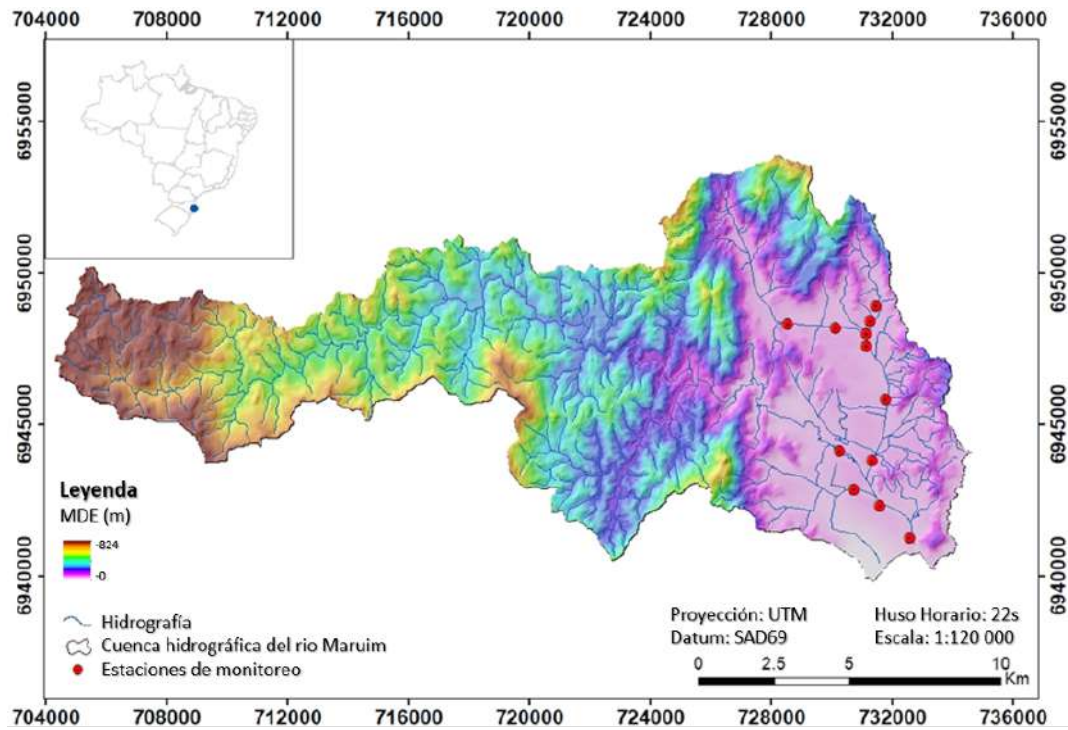 704000 708000 712000 716000 720000 724000 728000 732000 736000
6955000 6955000
6950000 6950000
6945000 6945000
6940000 6940000
Leyenda
MDE (m)
-824
-0
Hidrografía
Cuenca hidrográfica del rio Maruim
Estaciones de monitoreo
Proyección: UTM Huso Horario: 22s
Datum: SAD69 Escala: 1:120 000
0 2.5 5 10
Km
704000 708000 712000 716000 720000 724000 728000 732000 736000